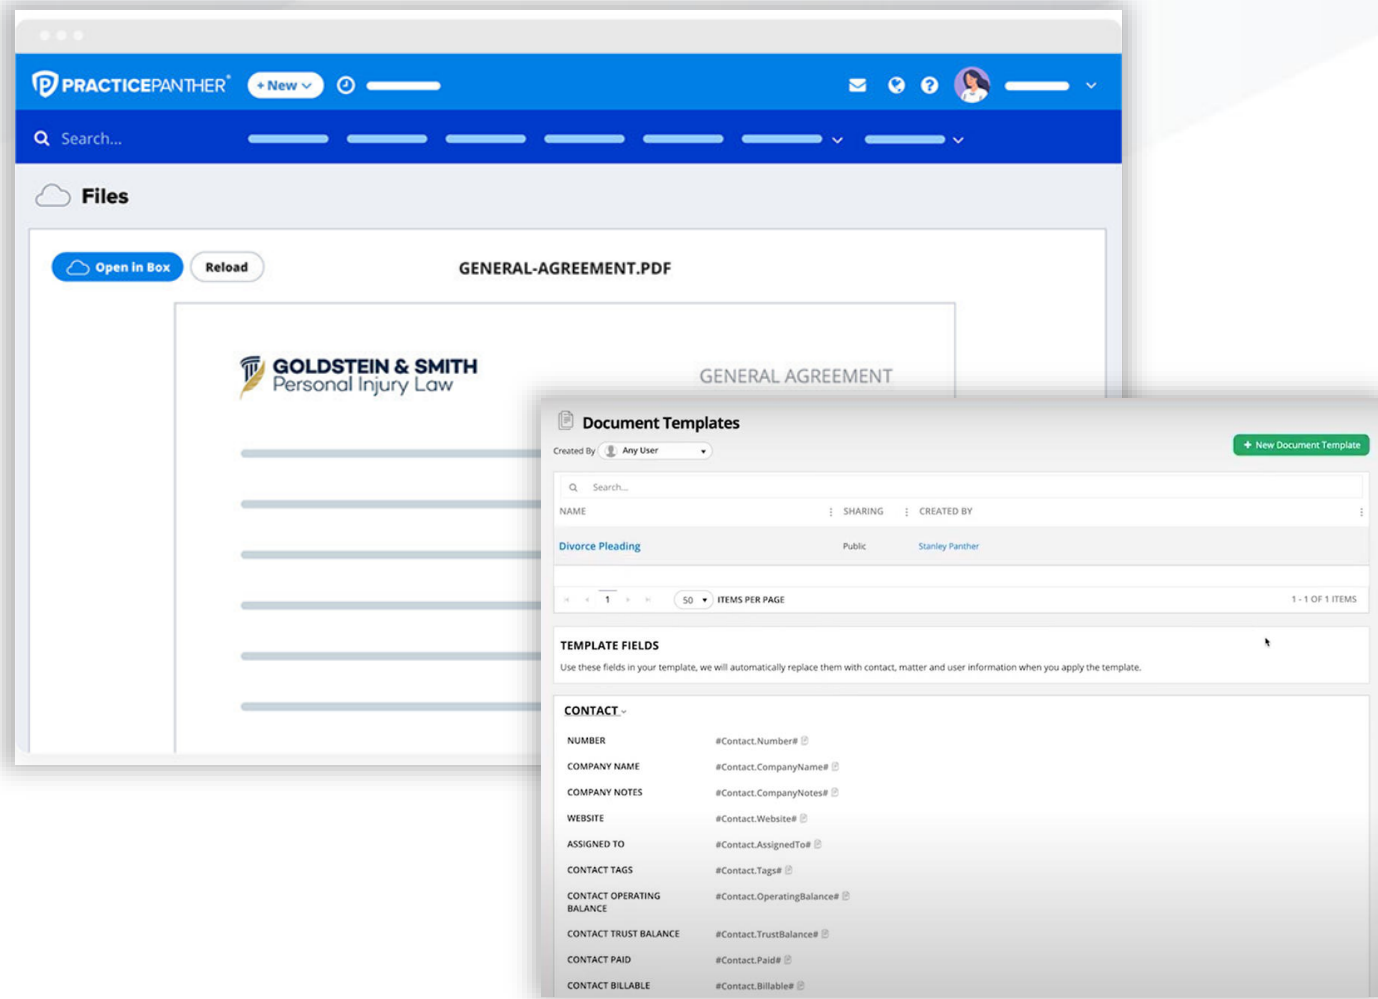 PRACTICEPANTHER®
+ New
Search...
Files
Open in Box
Reload
GENERAL-AGREEMENT.PDF
GOLDSTEIN & SMITH
Personal Injury Law
GENERAL AGREEMENT
Document Templates
Created By Any User
+ New Document Template
Search...
NAME SHARING CREATED BY
Divorce Pleading Public Stanley Panther
1 50 ITEMS PER PAGE 1 - 1 OF 1 ITEMS
TEMPLATE FIELDS
Use these fields in your template, we will automatically replace them with contact, matter and user information when you apply the template.
CONTACT
NUMBER #Contact.Number#
COMPANY NAME #Contact.CompanyName#
COMPANY NOTES #Contact.CompanyNotes#
WEBSITE #Contact.Website#
ASSIGNED TO #Contact.AssignedTo#
CONTACT TAGS #Contact.Tags#
CONTACT OPERATING #Contact.OperatingBalance#
BALANCE
CONTACT TRUST BALANCE #Contact.TrustBalance#
CONTACT PAID #Contact.Paid#
CONTACT BILLABLE #Contact.Billable#